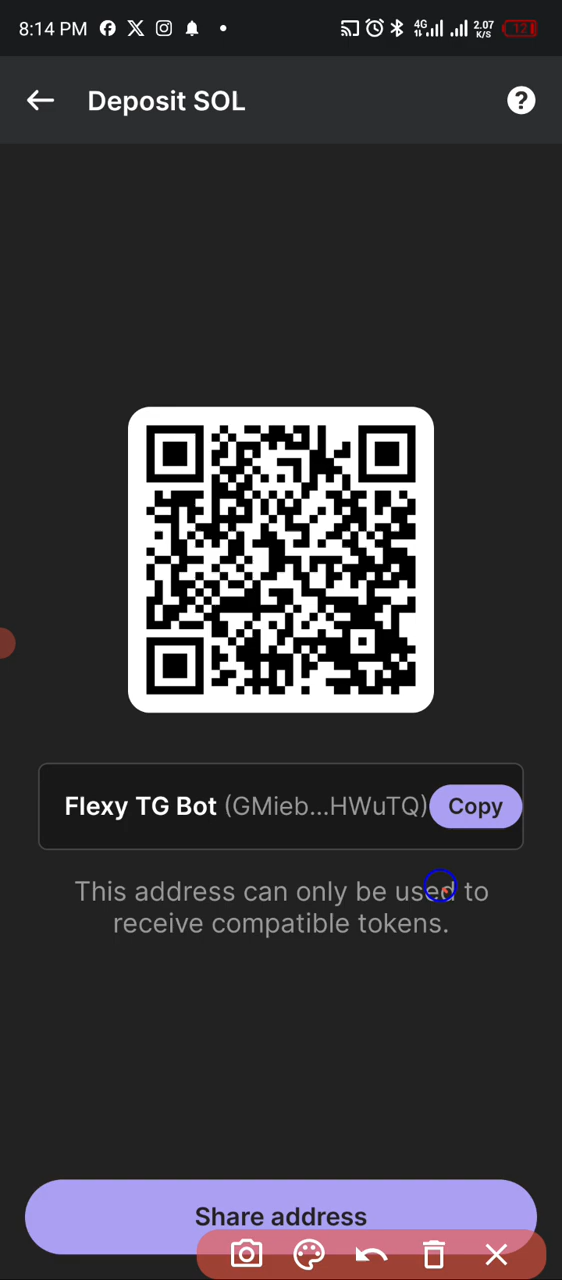 8:14 PM 4G 2.07 K/S 12
Deposit SOL
Flexy TG Bot (GMieb...HWuTQ) Copy
This address can only be used to
receive compatible tokens.
Share address